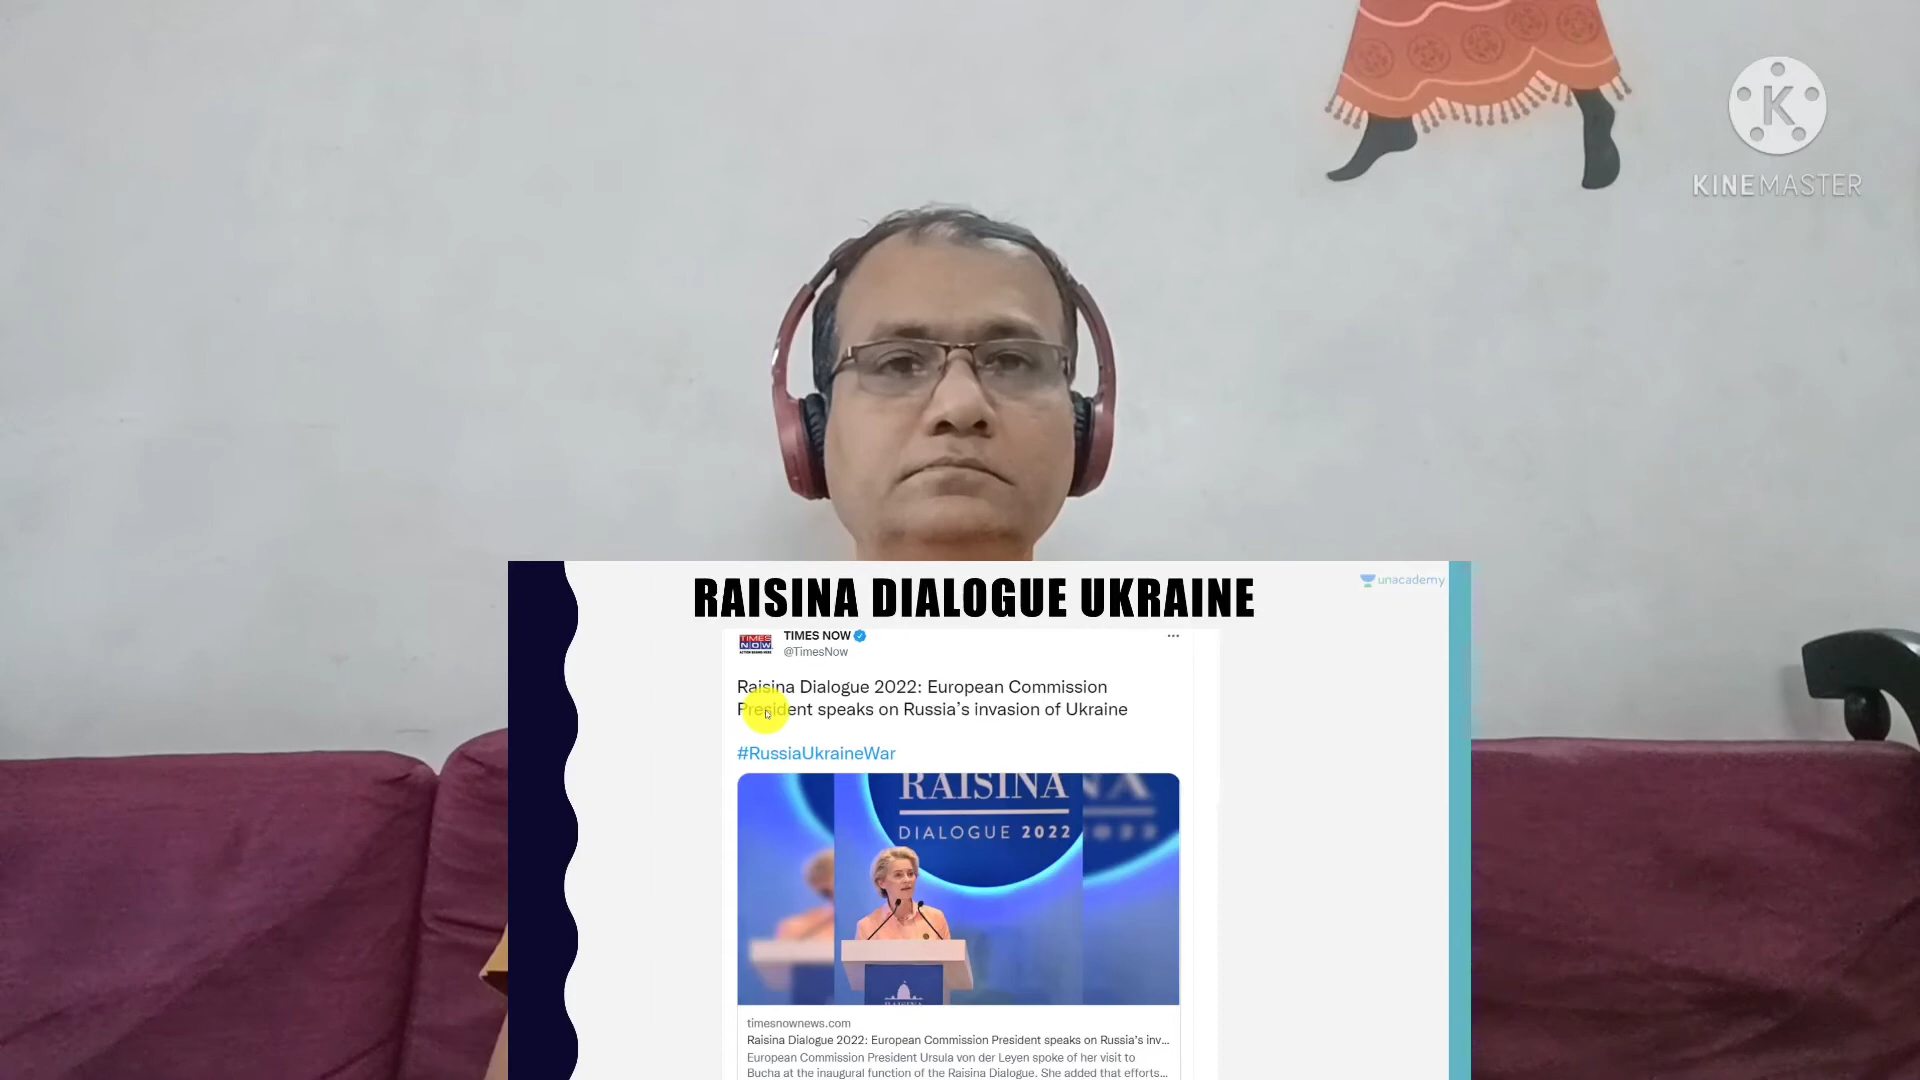 K
KINEMASTER
RAISINA DIALOGUE UKRAINE
unacademy
TIMES NOW
@TimesNow
TIMES
NOW
Raisina Dialogue 2022: European Commission
President speaks on Russia’s invasion of Ukraine
#RussiaUkraineWar
RAISINA
DIALOGUE 2022
RAISINA
timesnownews.com
Raisina Dialogue 2022: European Commission President speaks on Russia’s inv...
European Commission President Ursula von der Leyen spoke of her visit to
Bucha at the inaugural function of the Raisina Dialogue. She added that efforts...